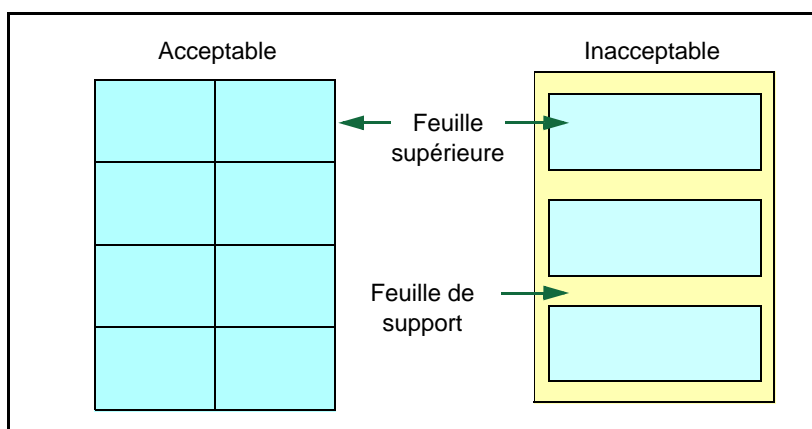 Acceptable
Inacceptable
Feuille
supérieure
Feuille de
support